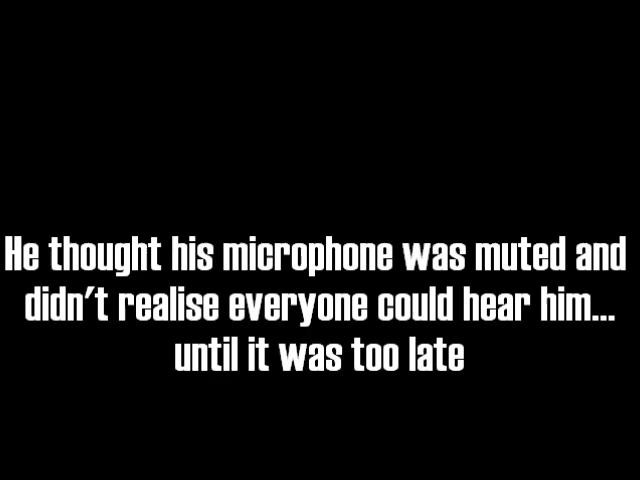 He thought his microphone was muted and
didn't realise everyone could hear him...
until it was too late